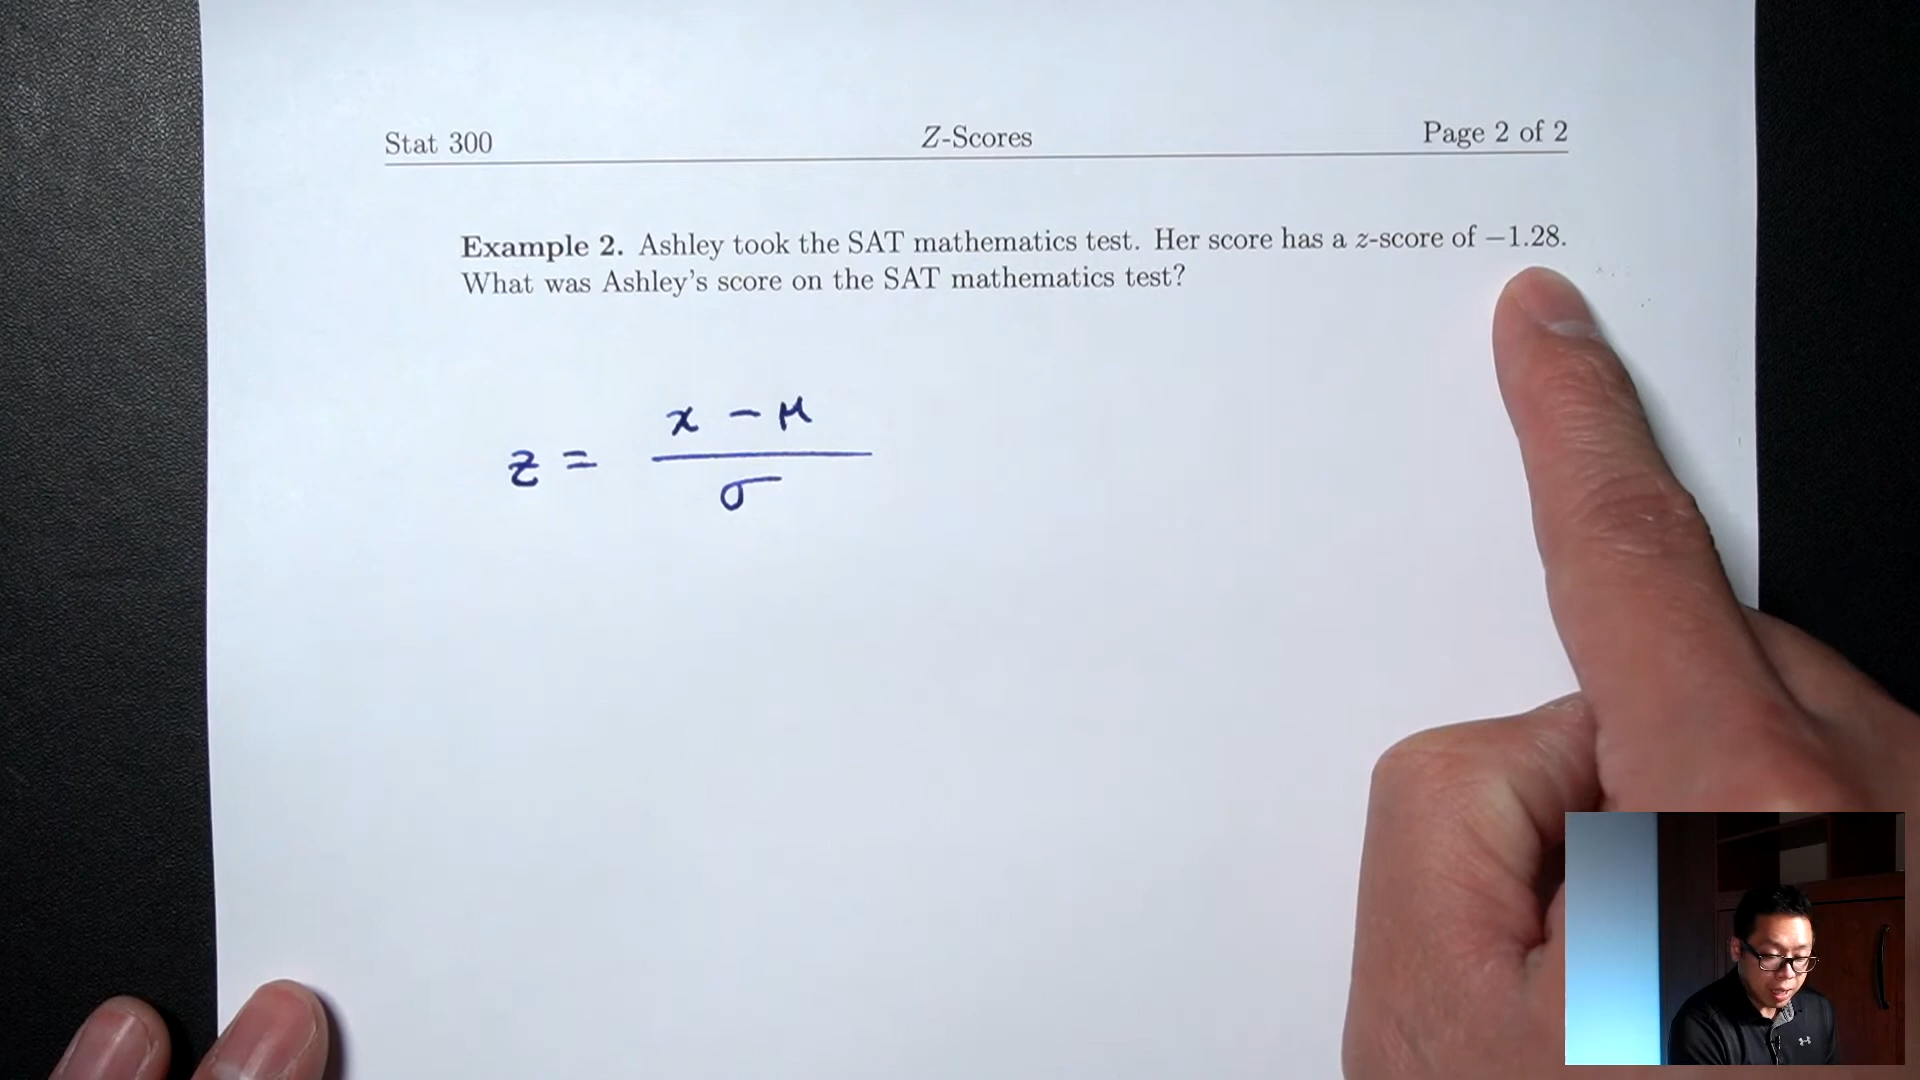 Stat 300 Z-Scores Page 2 of 2
Example 2. Ashley took the SAT mathematics test. Her score has a z-score of −1.28.
What was Ashley's score on the SAT mathematics test?
x − μ
z =
σ